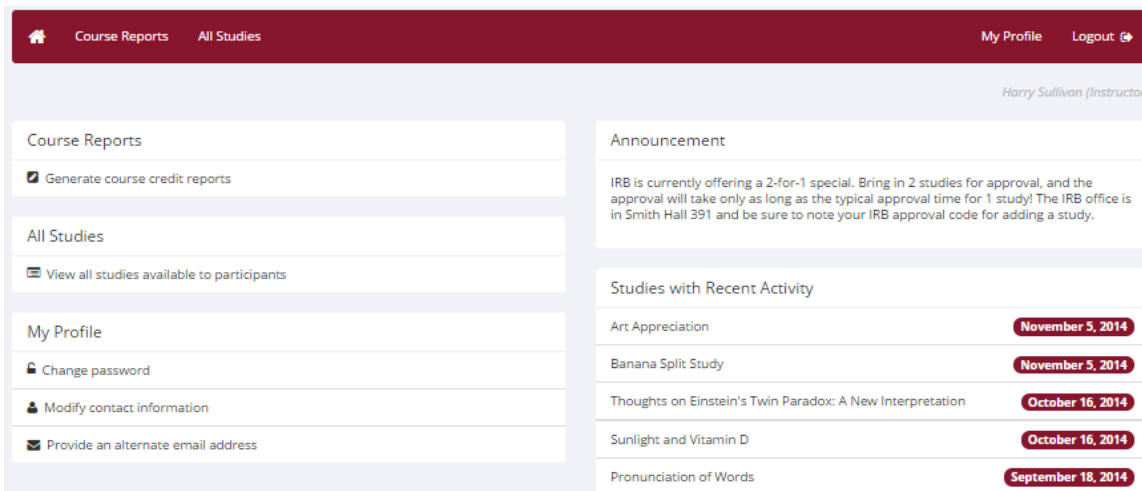 Course Reports All Studies My Profile Logout
Harry Sullivan (Instructo
Course Reports
Generate course credit reports
All Studies
View all studies available to participants
My Profile
Change password
Modify contact information
Provide an alternate email address
Announcement
IRB is currently offering a 2-for-1 special. Bring in 2 studies for approval, and the
approval will take only as long as the typical approval time for 1 study! The IRB office is
in Smith Hall 391 and be sure to note your IRB approval code for adding a study.
Studies with Recent Activity
Art Appreciation November 5, 2014
Banana Split Study November 5, 2014
Thoughts on Einstein's Twin Paradox: A New Interpretation October 16, 2014
Sunlight and Vitamin D October 16, 2014
Pronunciation of Words September 18, 2014